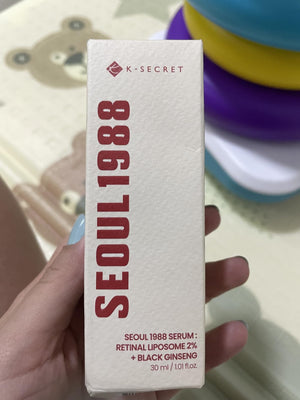 K-SECRET
SEOUL 1988
SEOUL 1988 SERUM :
RETINAL LIPOSOME 2%
+ BLACK GINSENG
30 ml / 1.01 fl.oz.